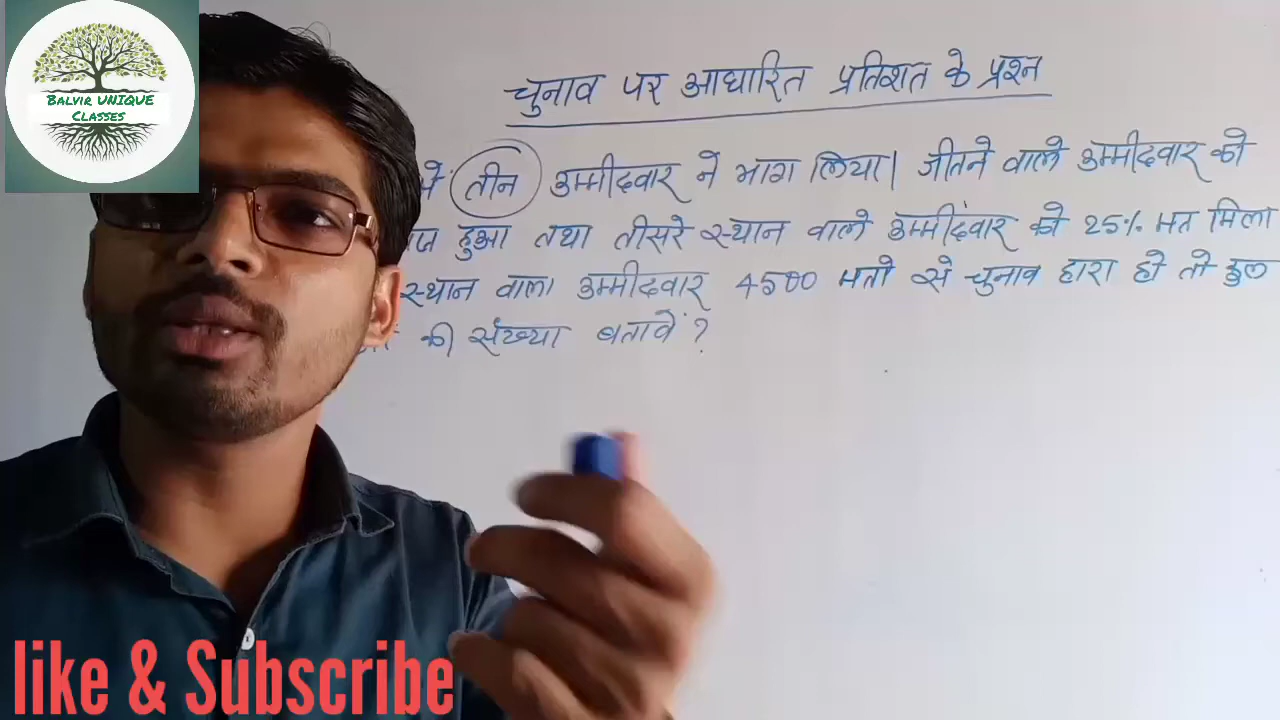 BALVIR UNIQUE
CLASSES
चुनाव पर आधारित प्रतिशत के प्रश्न
में तीन उम्मीदवार ने भाग लिया। जीतने वाले उम्मीदवार को
हुआ तथा तीसरे स्थान वाले उम्मीदवार को 25% मत मिला
स्थान वाला उम्मीदवार 4500 मतो से चुनाव हारा हो तो कुल
की संख्या बतावें ?
like & Subscribe